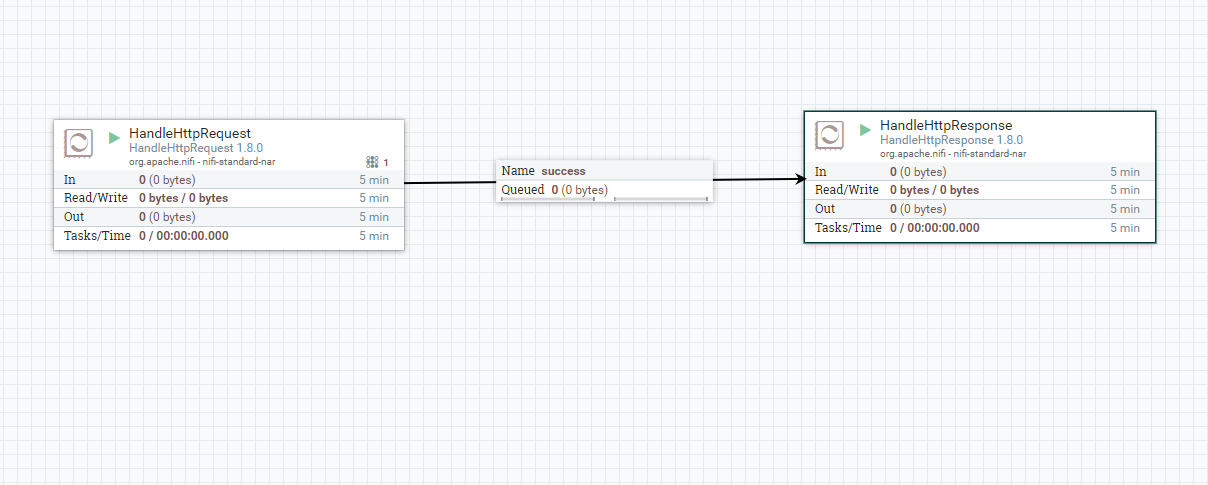 HandleHttpRequest
HandleHttpRequest 1.8.0
org.apache.nifi - nifi-standard-nar
1
In 0 (0 bytes) 5 min
Read/Write 0 bytes / 0 bytes 5 min
Out 0 (0 bytes) 5 min
Tasks/Time 0 / 00:00:00.000 5 min
Name success
Queued 0 (0 bytes)
HandleHttpResponse
HandleHttpResponse 1.8.0
org.apache.nifi - nifi-standard-nar
In 0 (0 bytes) 5 min
Read/Write 0 bytes / 0 bytes 5 min
Out 0 (0 bytes) 5 min
Tasks/Time 0 / 00:00:00.000 5 min